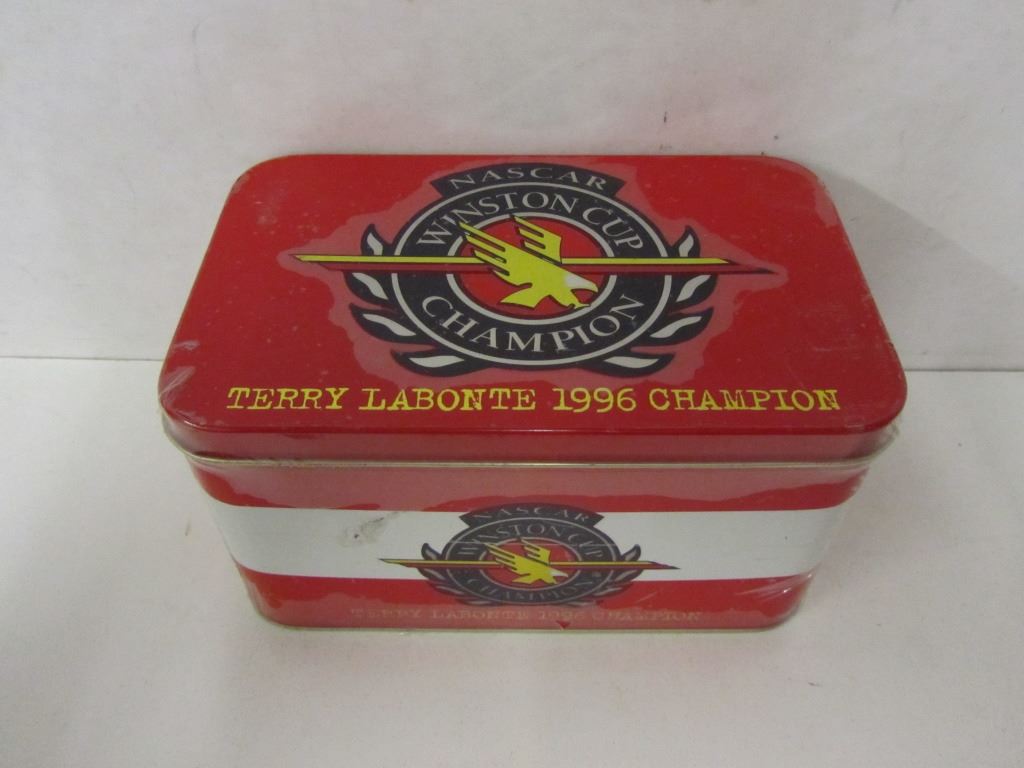 NASCAR
WINSTON CUP
CHAMPION
TERRY LABONTE 1996 CHAMPION
NASCAR
WINSTON CUP
CHAMPION®
TERRY LABONTE 1996 CHAMPION